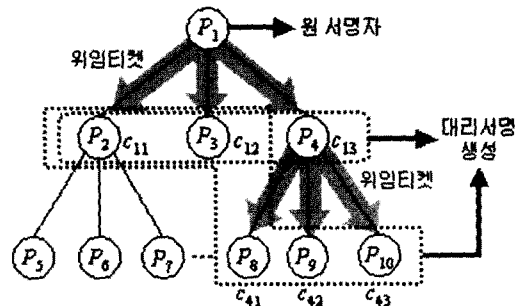 P₁ 원 서명자
위임티켓
P₂ c₁₁ P₃ c₁₂ P₄ c₁₃
대리서명
생성
위임티켓
P₅ P₆ P₇ P₈ P₉ P₁₀
c₄₁ c₄₂ c₄₃